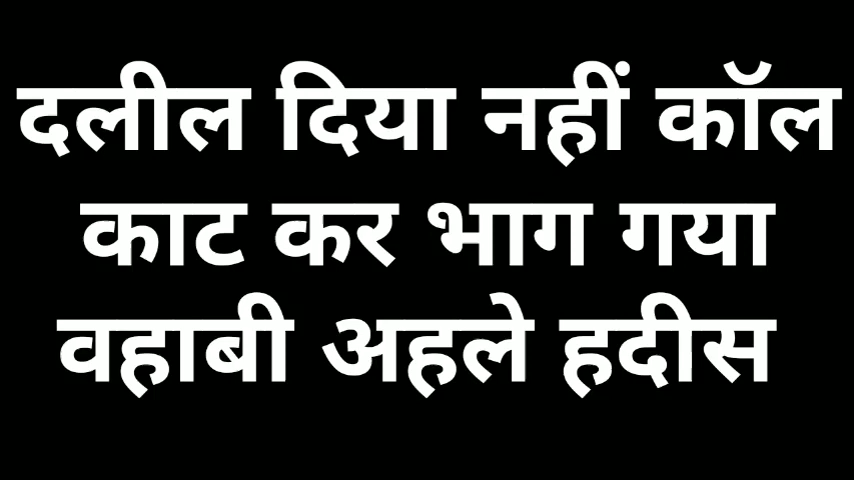 दलील दिया नहीं कॉल
काट कर भाग गया
वहाबी अहले हदीस